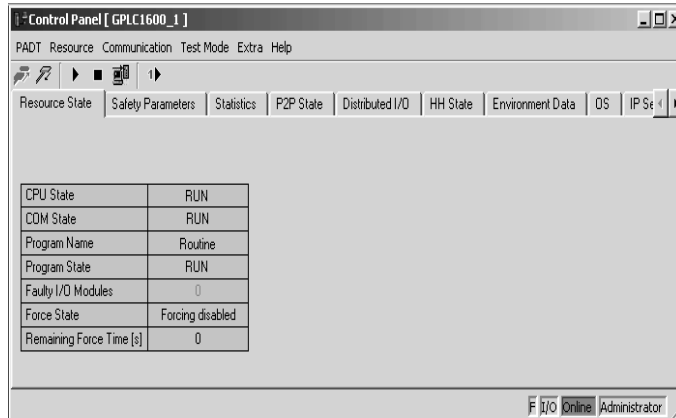 Control Panel [ GPLC1600_1 ]
PADT Resource Communication Test Mode Extra Help
1
Resource State Safety Parameters Statistics P2P State Distributed I/O HH State Environment Data OS IP Se
CPU State RUN
COM State RUN
Program Name Routine
Program State RUN
Faulty I/O Modules 0
Force State Forcing disabled
Remaining Force Time [s] 0
F I/O Online Administrator